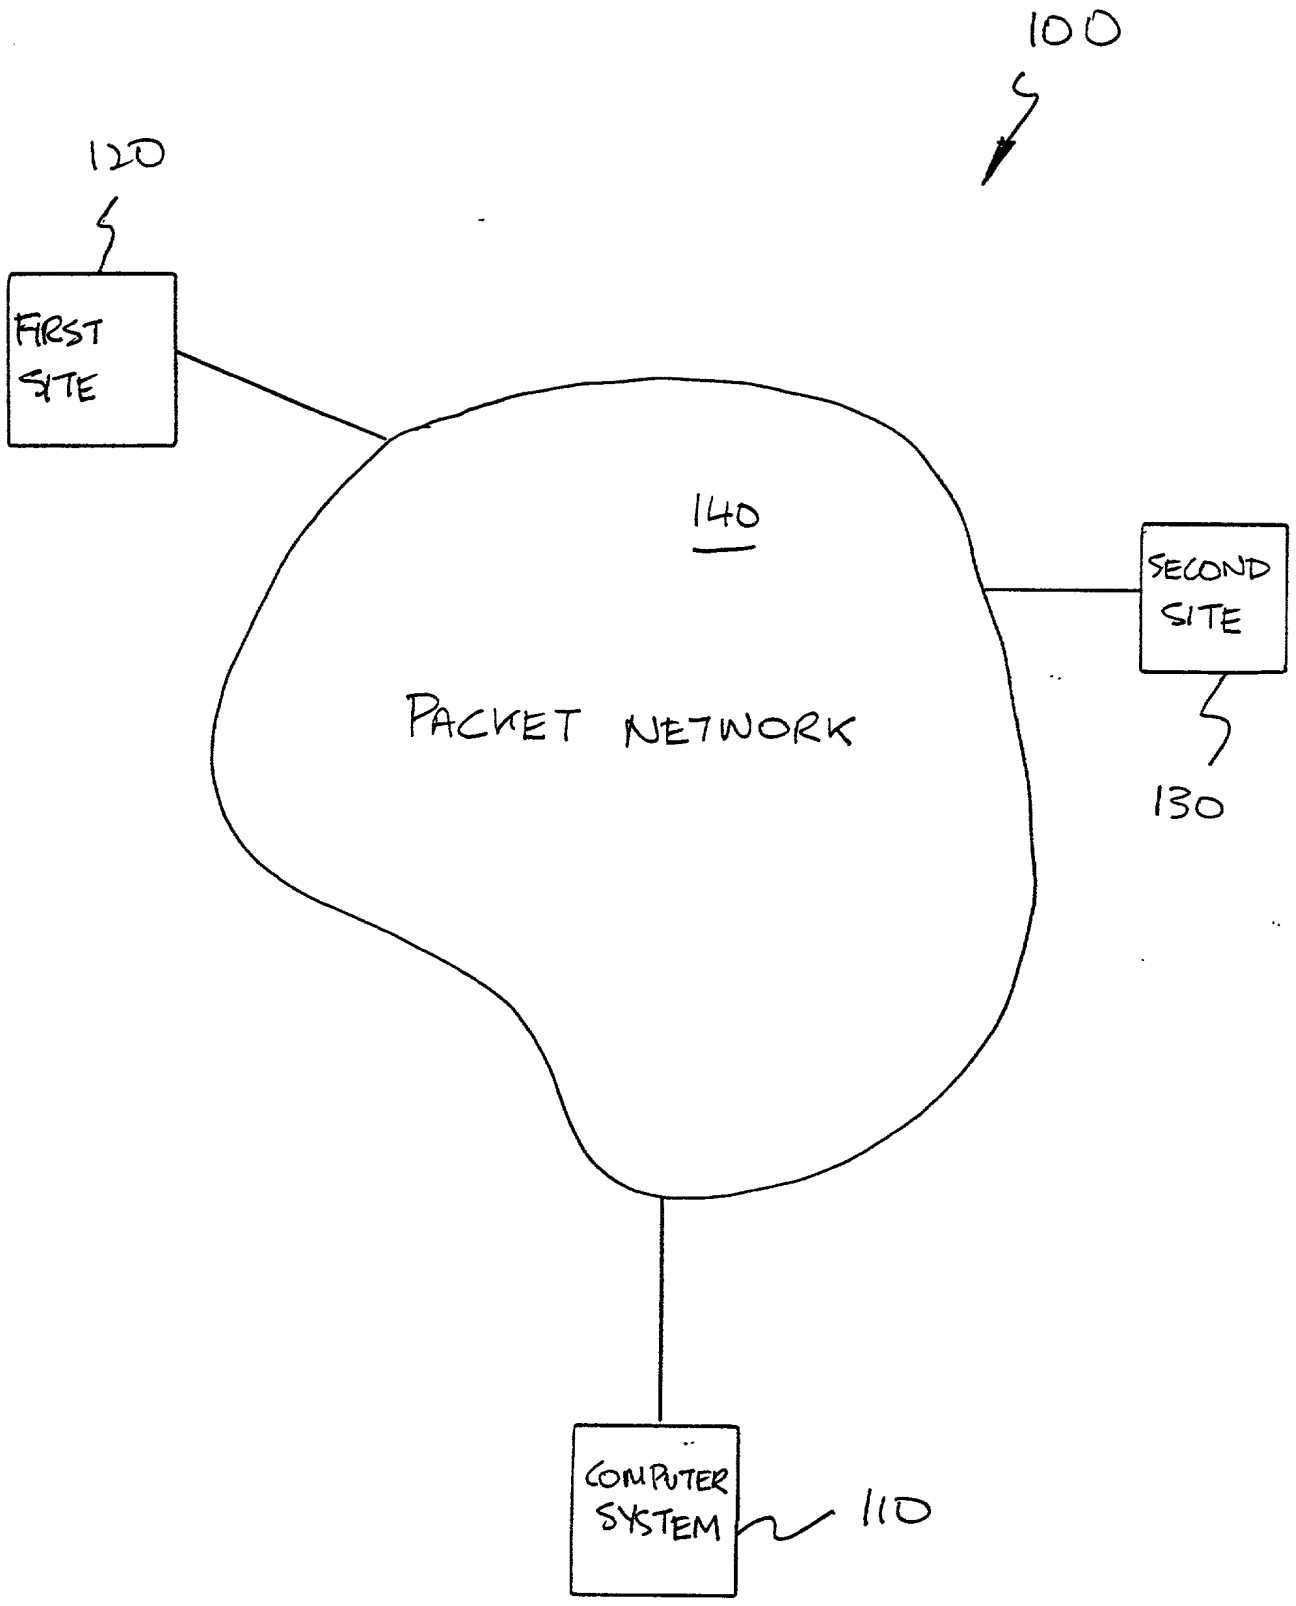 100
120
FIRST
SITE
140
SECOND
SITE
PACKET NETWORK
130
COMPUTER
SYSTEM
110